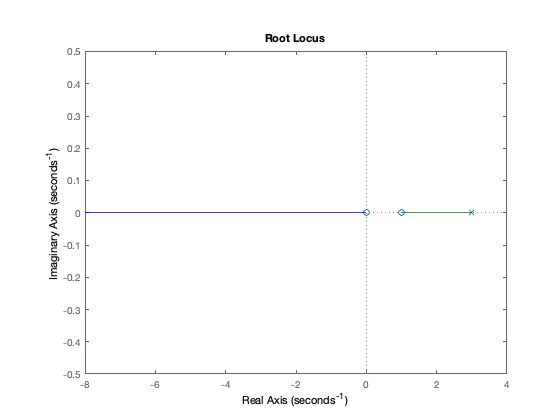 Root Locus
0.5
0.4
0.3
0.2
0.1
0
-0.1
-0.2
-0.3
-0.4
-0.5
Imaginary Axis (seconds⁻¹)
-8 -6 -4 -2 0 2 4
Real Axis (seconds⁻¹)